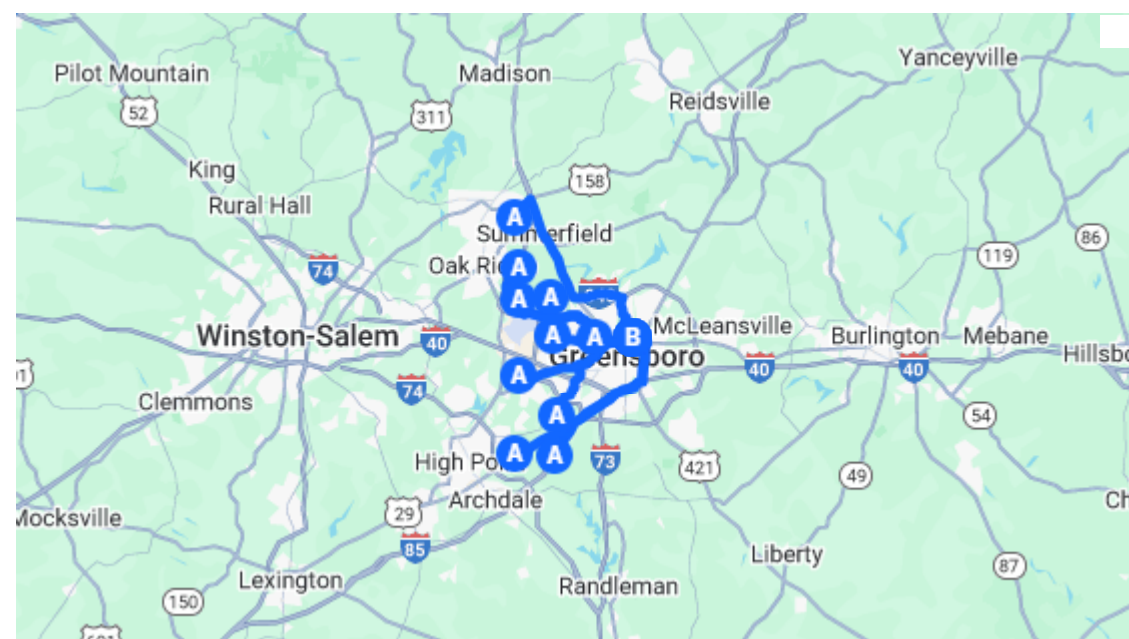 Yanceyville
Pilot Mountain
Madison
Reidsville
52
311
King
158
Rural Hall
A
Summerfield
86
119
Oak Ri
A
74
A
A
Winston-Salem
40
A
A
B
McLeansville
Burlington
Mebane
Greensboro
Hillsbo
40
40
A
74
Clemmons
A
54
High Po
A
A
73
421
49
Archdale
29
Mocksville
85
Liberty
Lexington
Randleman
87
150